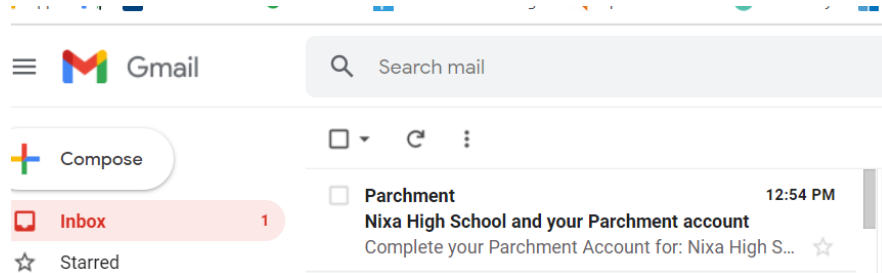 Gmail
Search mail
Compose
Parchment 12:54 PM
Inbox 1
Nixa High School and your Parchment account
Complete your Parchment Account for: Nixa High S...
Starred